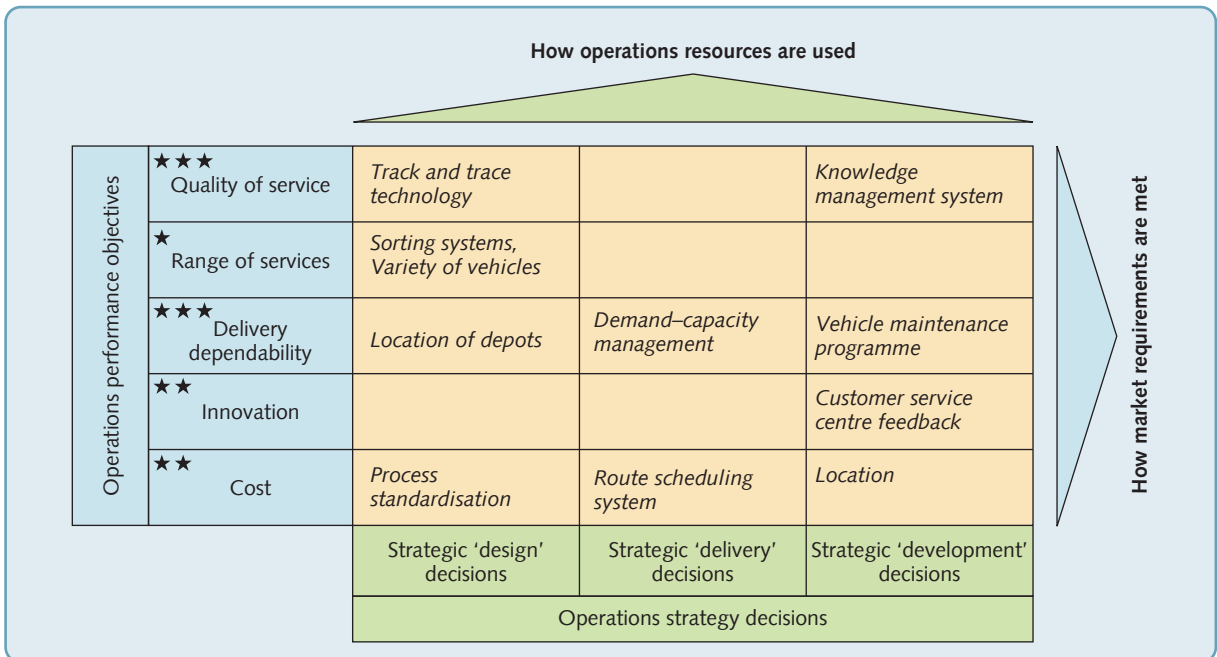 How operations resources are used
Operations performance objectives
★★★
Quality of service
Track and trace
technology
Knowledge
management system
★
Range of services
Sorting systems,
Variety of vehicles
★★★
Delivery
dependability
Location of depots
Demand–capacity
management
Vehicle maintenance
programme
★★
Innovation
Customer service
centre feedback
★★
Cost
Process
standardisation
Route scheduling
system
Location
How market requirements are met
Strategic ‘design’
decisions
Strategic ‘delivery’
decisions
Strategic ‘development’
decisions
Operations strategy decisions